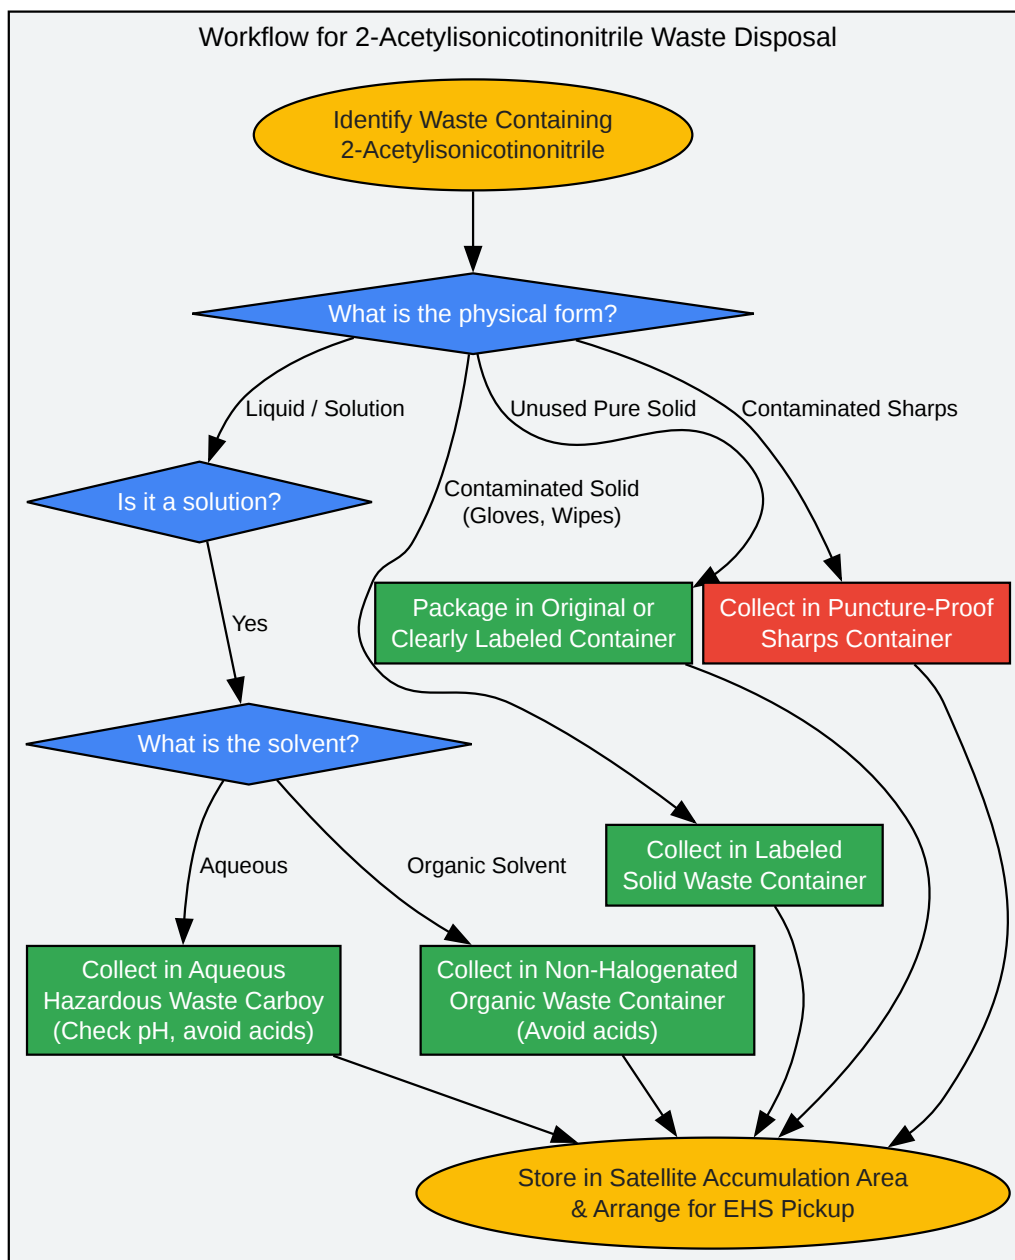 Workflow for 2-Acetylisonicotinonitrile Waste Disposal
Identify Waste Containing
2-Acetylisonicotinonitrile
What is the physical form?
Liquid / Solution
Unused Pure Solid
Contaminated Sharps
Contaminated Solid
(Gloves, Wipes)
Is it a solution?
Package in Original or
Clearly Labeled Container
Collect in Puncture-Proof
Sharps Container
Yes
What is the solvent?
Aqueous
Organic Solvent
Collect in Labeled
Solid Waste Container
Collect in Aqueous
Hazardous Waste Carboy
(Check pH, avoid acids)
Collect in Non-Halogenated
Organic Waste Container
(Avoid acids)
Store in Satellite Accumulation Area
& Arrange for EHS Pickup